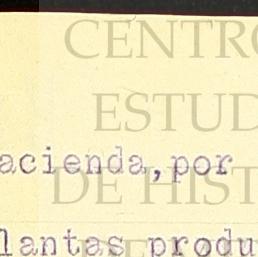 CENTRO
ESTUD
acienda, por
DE HIST
lantas produ